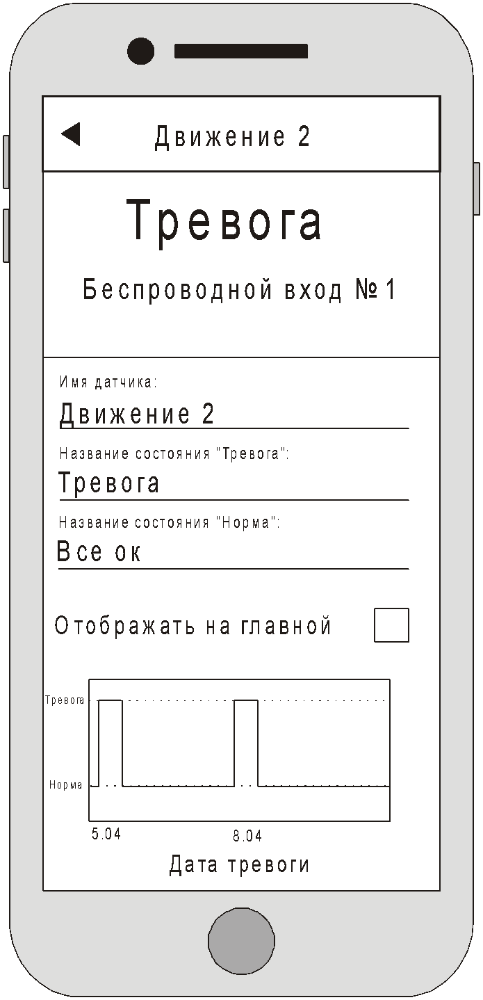 Движение 2
Тревога
Беспроводной вход № 1
Имя датчика:
Движение 2
Название состояния "Тревога":
Тревога
Название состояния "Норма":
Все ок
Отображать на главной
Тревога
Норма
5.04
8.04
Дата тревоги